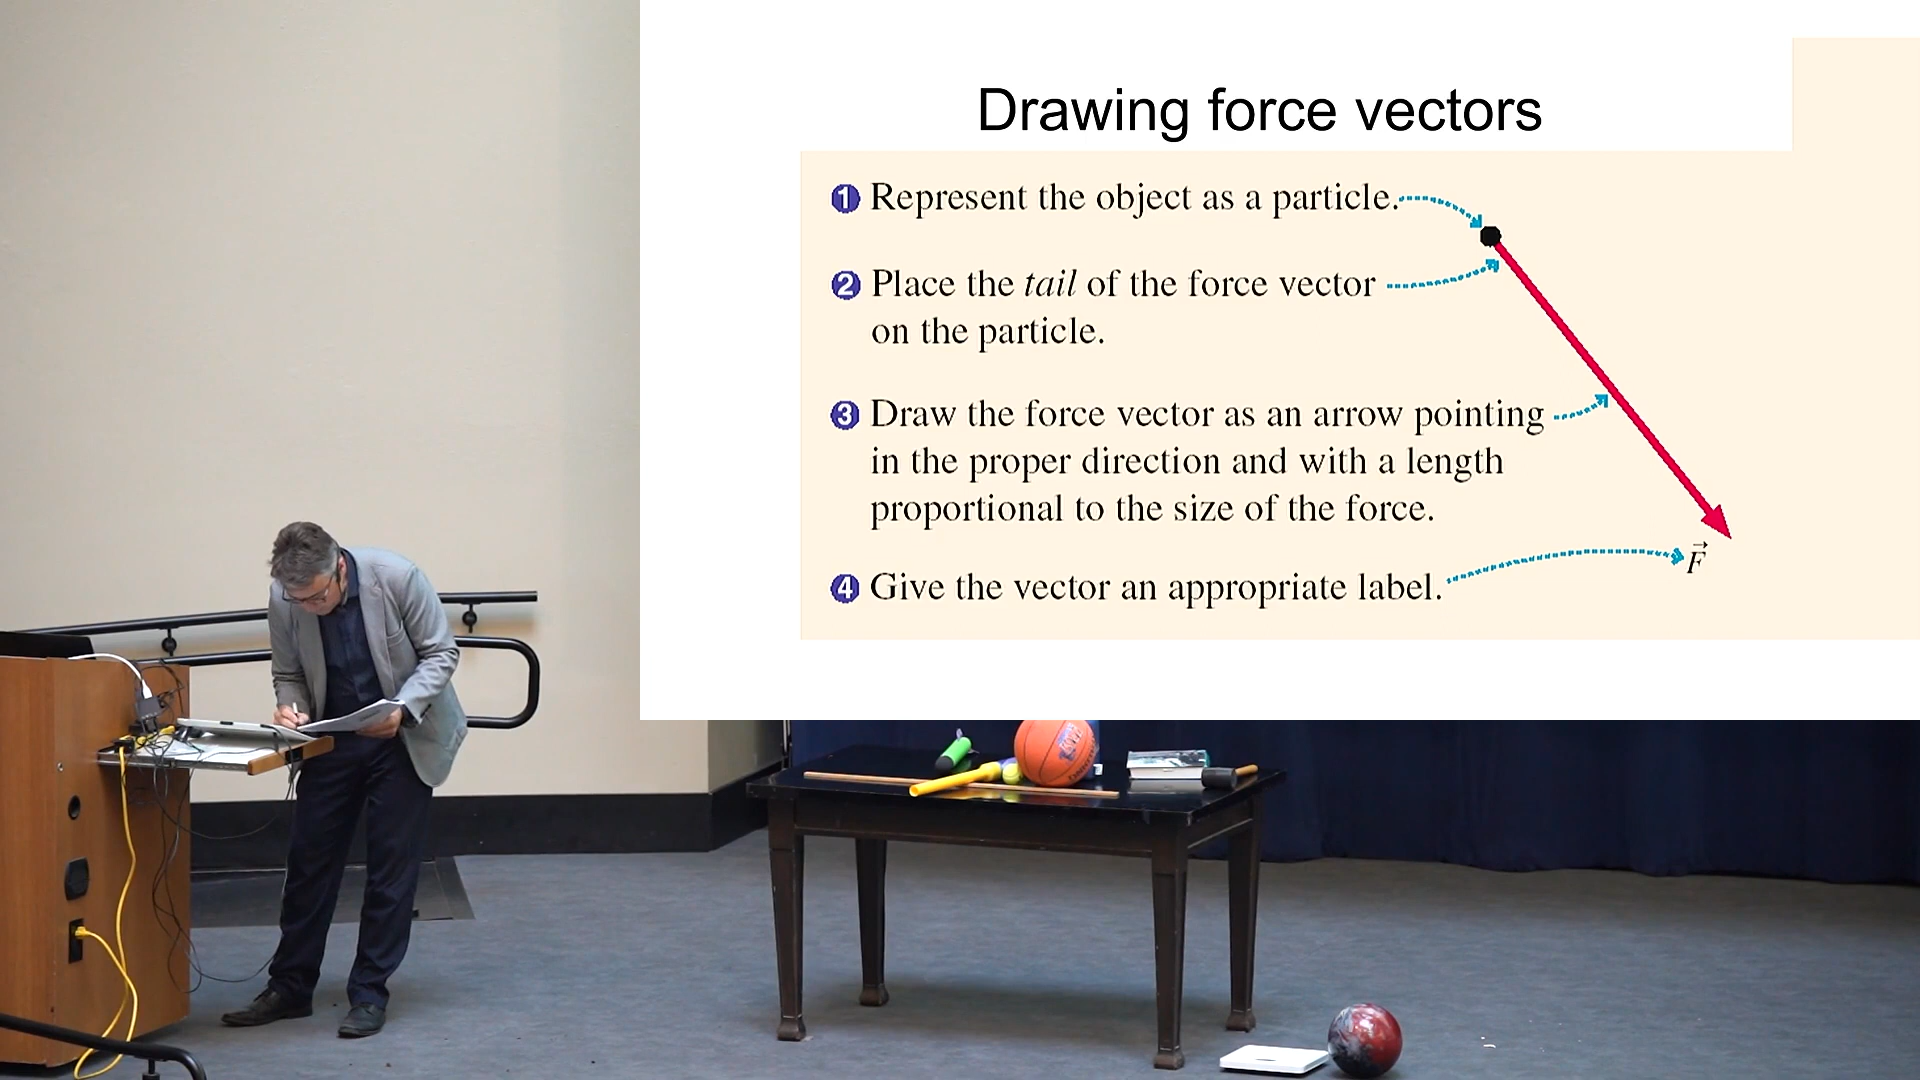 Drawing force vectors
1 Represent the object as a particle.
2 Place the tail of the force vector
on the particle.
3 Draw the force vector as an arrow pointing
in the proper direction and with a length
proportional to the size of the force.
4 Give the vector an appropriate label.
F⃗